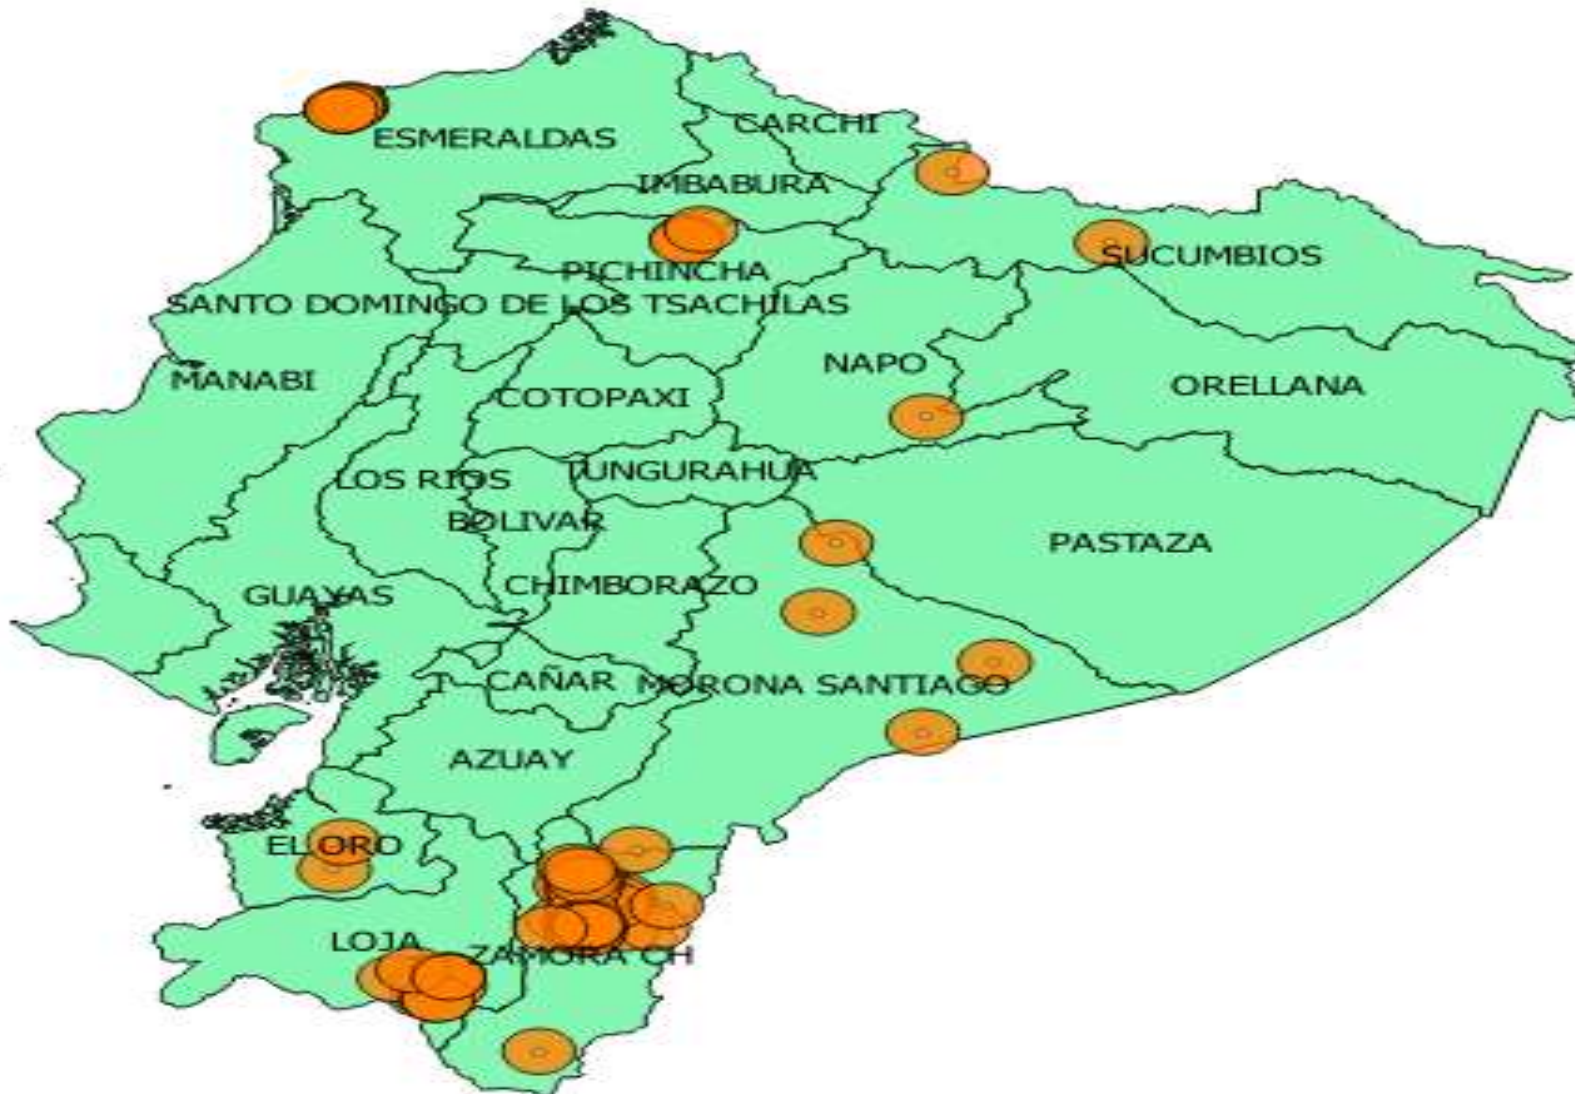 CARCHI
ESMERALDAS
IMBABURA
SUCUMBIOS
PICHINCHA
SANTO DOMINGO DE LOS TSACHILAS
NAPO
MANABI
ORELLANA
COTOPAXI
TUNGURAHUA
LOS RIOS
BOLIVAR
PASTAZA
CHIMBORAZO
GUAYAS
CAÑAR
MORONA SANTIAGO
AZUAY
EL ORO
LOJA
ZAMORA CH